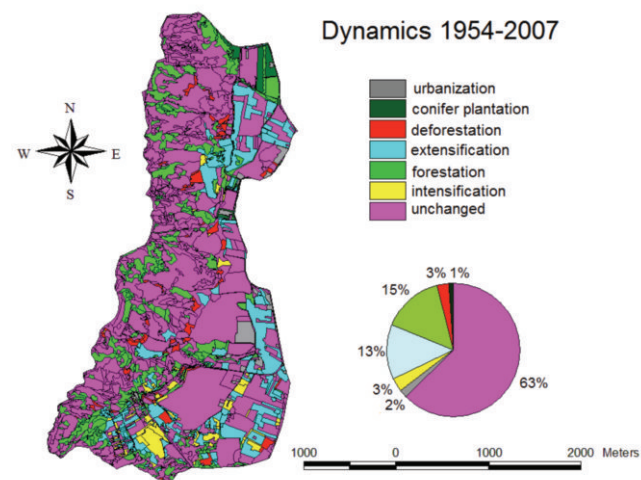 Dynamics 1954-2007
urbanization
conifer plantation
deforestation
extensification
forestation
intensification
unchanged
N
W E
S
3% 1%
15%
13%
3%
2%
63%
1000 0 1000 2000 Meters